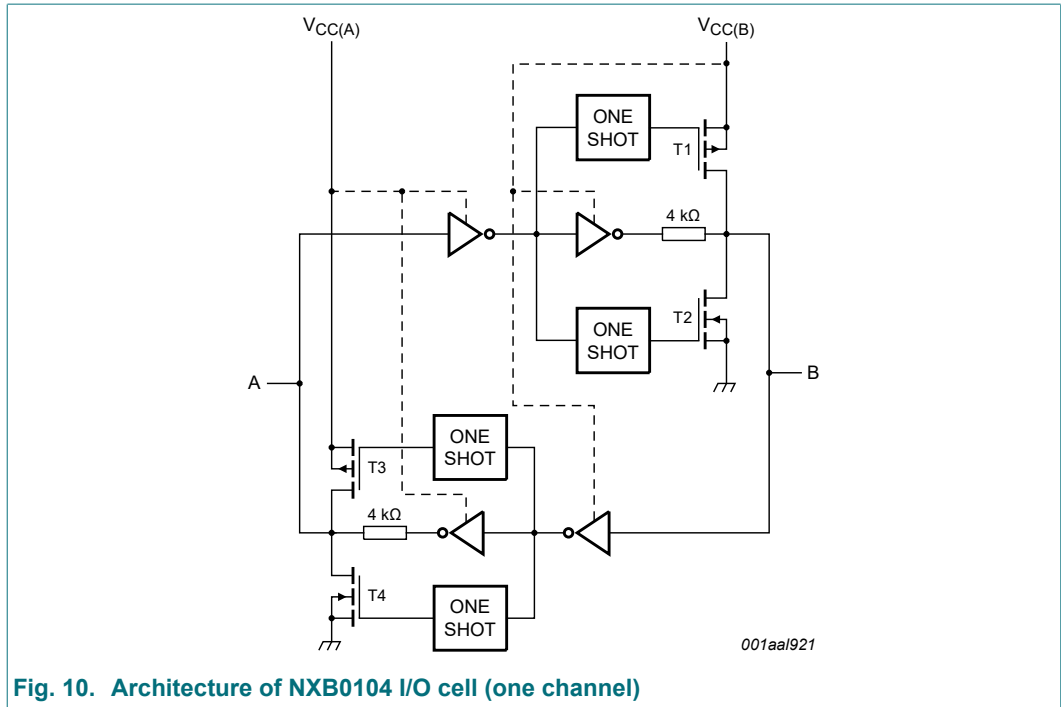 VCC(A)
VCC(B)
ONE
SHOT
T1
4 kΩ
ONE
SHOT
T2
A
B
ONE
SHOT
T3
4 kΩ
T4
ONE
SHOT
001aal921
Fig. 10. Architecture of NXB0104 I/O cell (one channel)